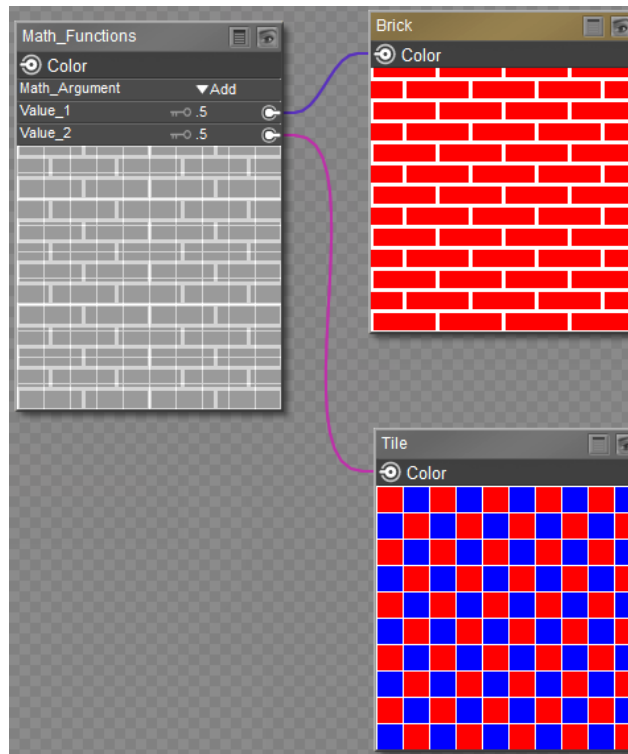 Math_Functions
Color
Math_Argument ▼Add
Value_1 .5
Value_2 .5
Brick
Color
Tile
Color